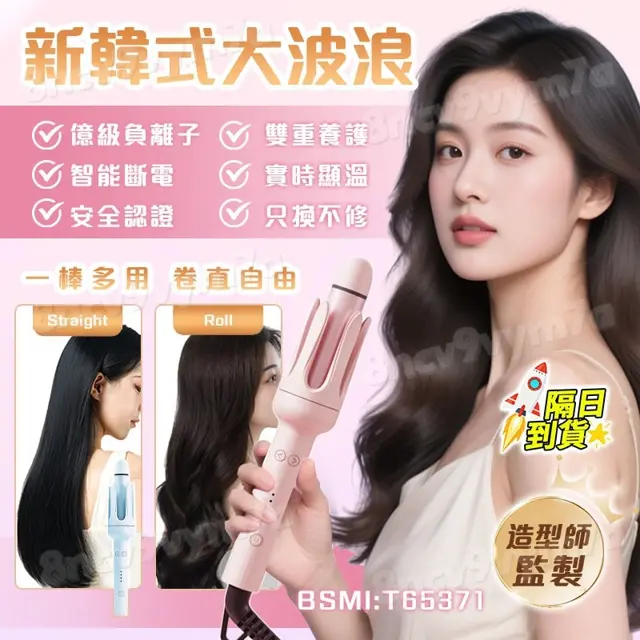 新韓式大波浪
億級負離子
雙重養護
智能斷電
實時顯溫
安全認證
只換不修
一棒多用 卷直自由
Straight
Roll
隔日
到貨
造型師
監製
BSMI:T65371
8ncv9vym7a